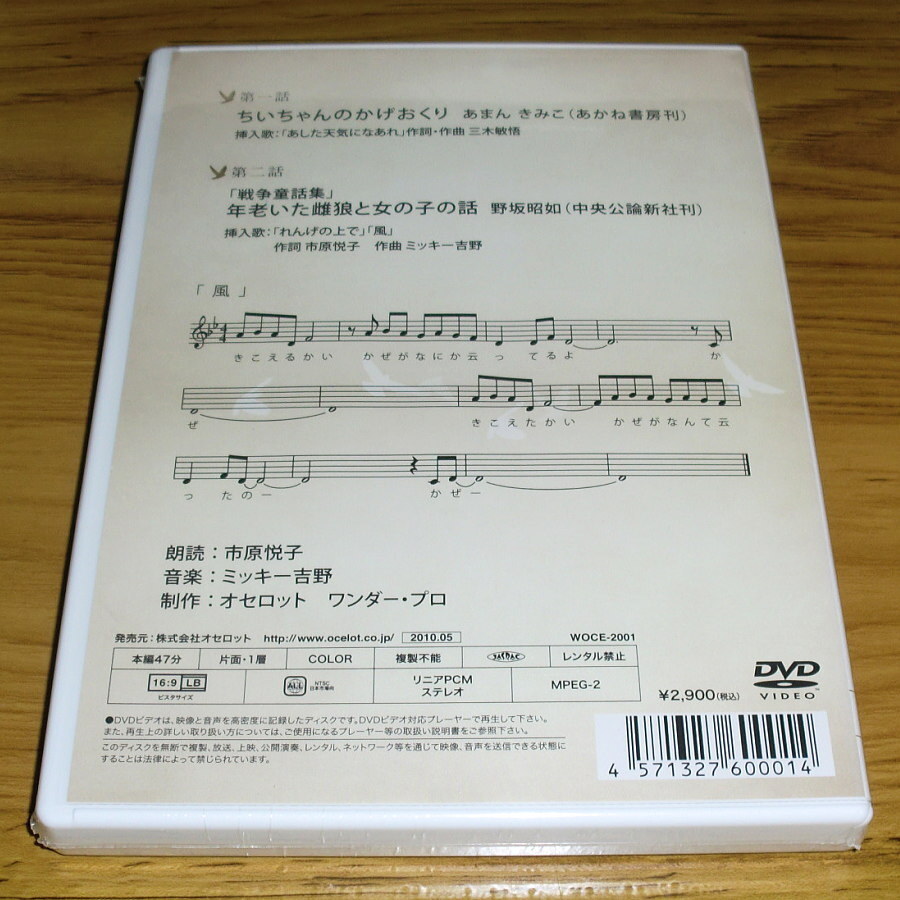 第一話
ちいちゃんのかげおくり あまん きみこ(あかね書房刊)
挿入歌:「あした天気になあれ」作詞・作曲 三木敏悟
第二話
「戦争童話集」
年老いた雌狼と女の子の話 野坂昭如(中央公論新社刊)
挿入歌:「れんげの上で」「風」
作詞 市原悦子 作曲 ミッキー吉野
「風」
きこえるかい かぜがなにか云 ってるよ か
ぜ きこえたかい かぜがなんて云
っ たのー かぜー
朗読:市原悦子
音楽:ミッキー吉野
制作:オセロット ワンダー・プロ
発売元:株式会社オセロット http://www.ocelot.co.jp/ 2010.05 WOCE-2001
本編47分 片面・1層 COLOR 複製不能 JASRAC レンタル禁止
16:9 LB ビスタサイズ ALL NTSC 日本市場向 リニアPCM ステレオ MPEG-2
¥2,900(税込)
DVD VIDEO
●DVDビデオは、映像と音声を高密度に記録したディスクです。DVDビデオ対応プレーヤーで再生して下さい。
また、再生上の詳しい取り扱い方については、ご使用になるプレーヤー等の取扱い説明書をご参照下さい。
このディスクを無断で複製、放送、上映、公開演奏、レンタル、ネットワーク等を通じて映像、音声を送信できる状態に
することは法律によって禁じられています。
4 571327 600014